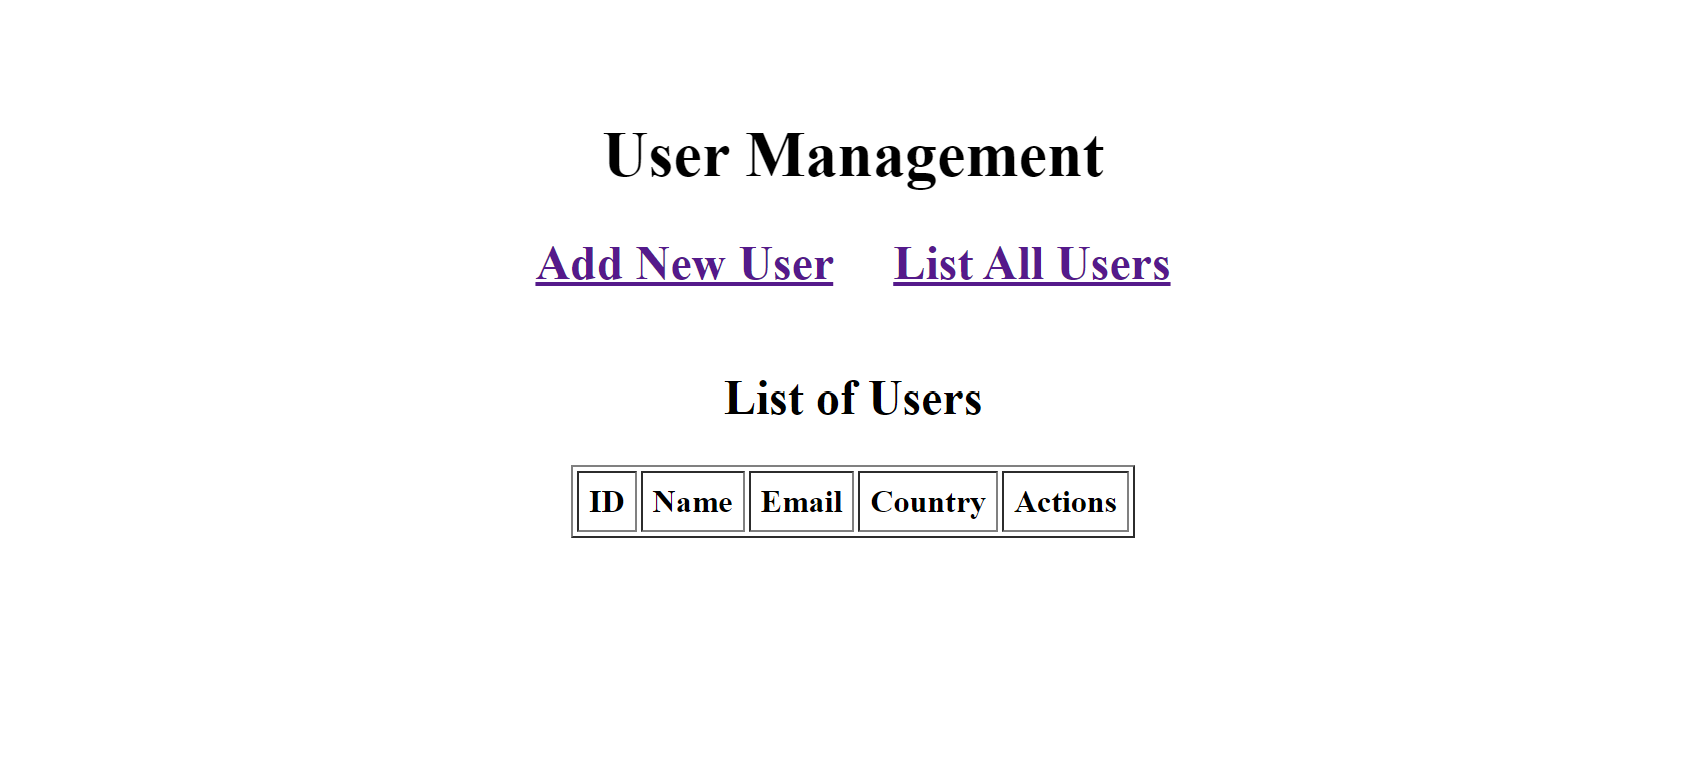 User Management
Add New User List All Users
List of Users
ID Name Email Country Actions